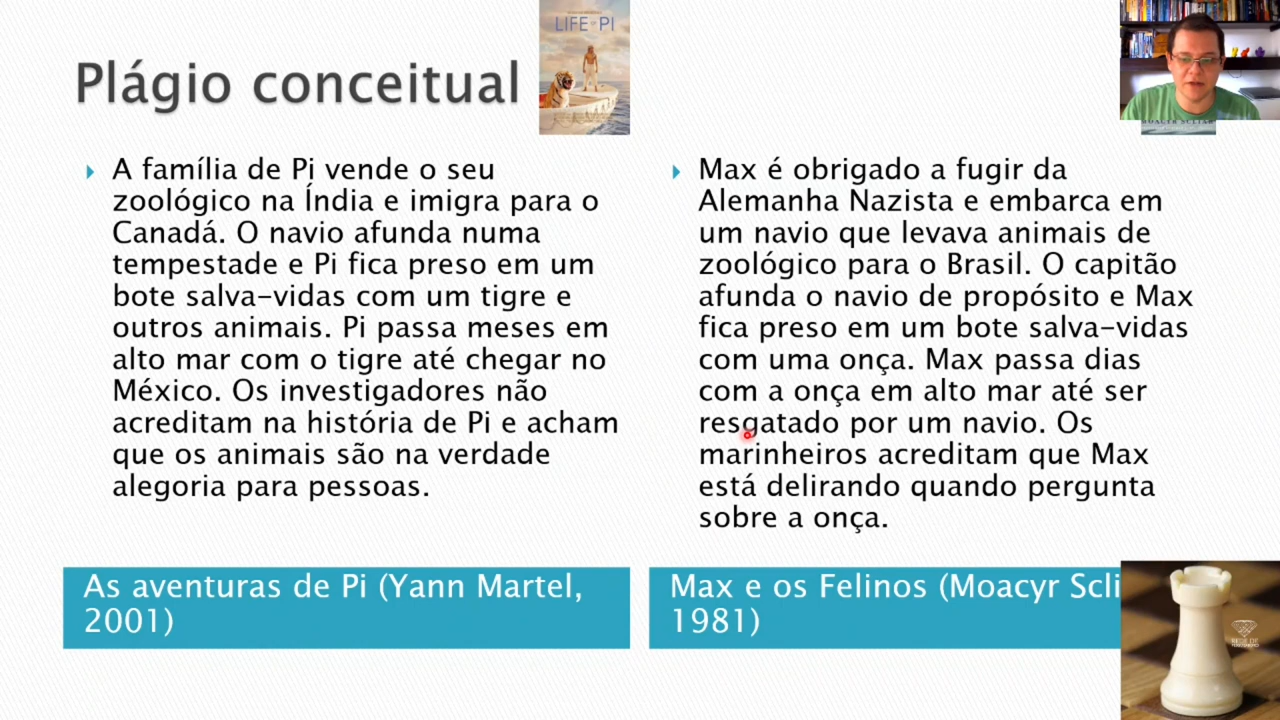 Plágio conceitual
LIFE OF PI
A família de Pi vende o seu
zoológico na Índia e imigra para o
Canadá. O navio afunda numa
tempestade e Pi fica preso em um
bote salva-vidas com um tigre e
outros animais. Pi passa meses em
alto mar com o tigre até chegar no
México. Os investigadores não
acreditam na história de Pi e acham
que os animais são na verdade
alegoria para pessoas.
As aventuras de Pi (Yann Martel,
2001)
Max é obrigado a fugir da
Alemanha Nazista e embarca em
um navio que levava animais de
zoológico para o Brasil. O capitão
afunda o navio de propósito e Max
fica preso em um bote salva-vidas
com uma onça. Max passa dias
com a onça em alto mar até ser
resgatado por um navio. Os
marinheiros acreditam que Max
está delirando quando pergunta
sobre a onça.
Max e os Felinos (Moacyr Scli
1981)